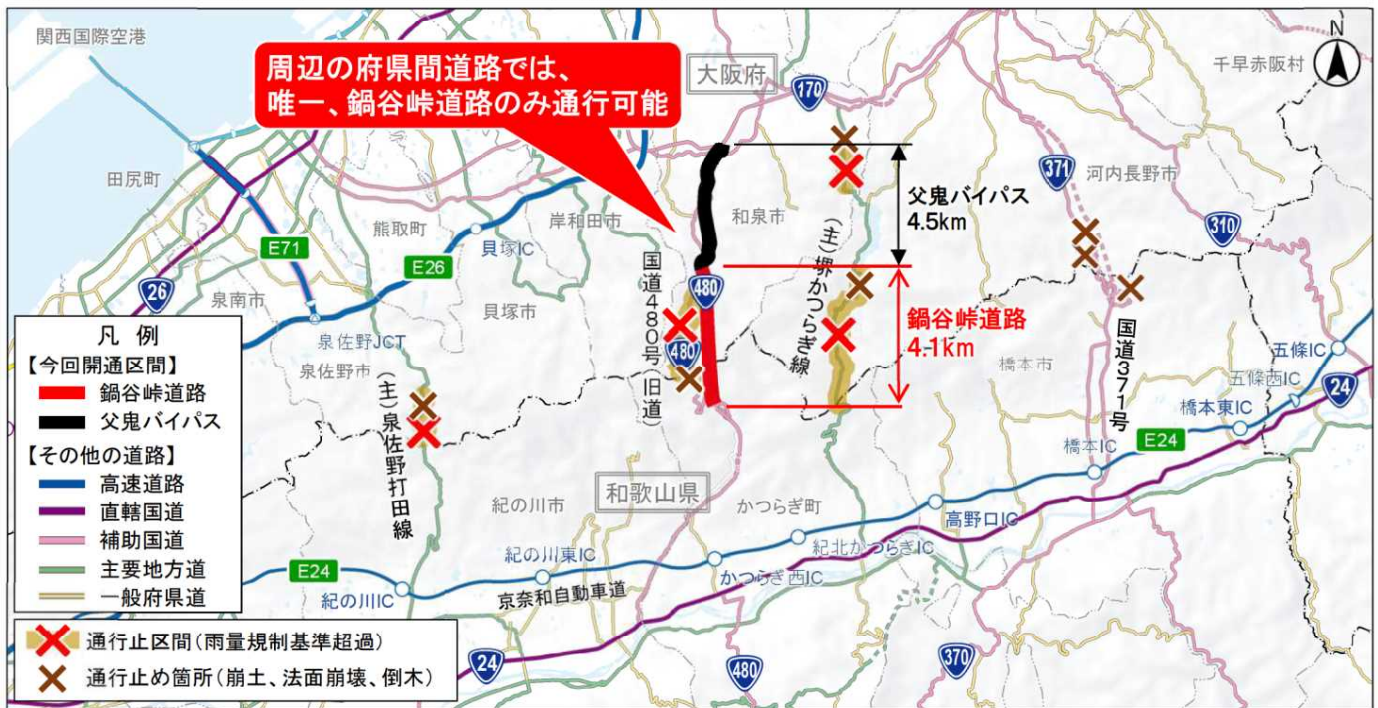 関西国際空港
周辺の府県間道路では、
唯一、鍋谷峠道路のみ通行可能
大阪府
170
N
千早赤阪村
田尻町
熊取町
岸和田市
和泉市
371
河内長野市
父鬼バイパス
4.5km
310
E71
貝塚IC
E26
26
泉南市
貝塚市
国道480号(旧道)
480
(主)堺かつらぎ線
鍋谷峠道路
4.1km
480
泉佐野JCT
泉佐野市
(主)泉佐野打田線
橋本市
国道371号
五條IC
五條西IC
24
橋本東IC
橋本IC
E24
凡 例
【今回開通区間】
鍋谷峠道路
父鬼バイパス
【その他の道路】
高速道路
直轄国道
補助国道
主要地方道
一般府県道
和歌山県
紀の川市
かつらぎ町
高野口IC
紀北かつらぎIC
かつらぎ西IC
紀の川東IC
E24
紀の川IC
京奈和自動車道
通行止区間(雨量規制基準超過)
通行止め箇所(崩土、法面崩壊、倒木)
24
480
370